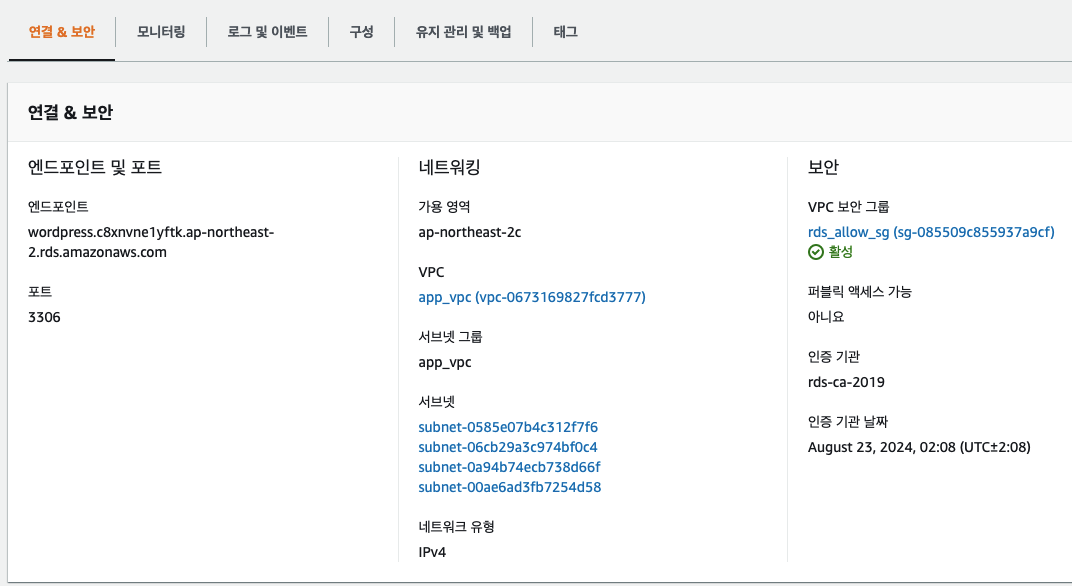 연결 & 보안
모니터링
로그 및 이벤트
구성
유지 관리 및 백업
태그
연결 & 보안
엔드포인트 및 포트
엔드포인트
wordpress.c8xnvne1yftk.ap-northeast-
2.rds.amazonaws.com
포트
3306
네트워킹
가용 영역
ap-northeast-2c
VPC
app_vpc (vpc-0673169827fcd3777)
서브넷 그룹
app_vpc
서브넷
subnet-0585e07b4c312f7f6
subnet-06cb29a3c974bf0c4
subnet-0a94b74ecb738d66f
subnet-00ae6ad3fb7254d58
네트워크 유형
IPv4
보안
VPC 보안 그룹
rds_allow_sg (sg-085509c855937a9cf)
활성
퍼블릭 액세스 가능
아니요
인증 기관
rds-ca-2019
인증 기관 날짜
August 23, 2024, 02:08 (UTC±2:08)